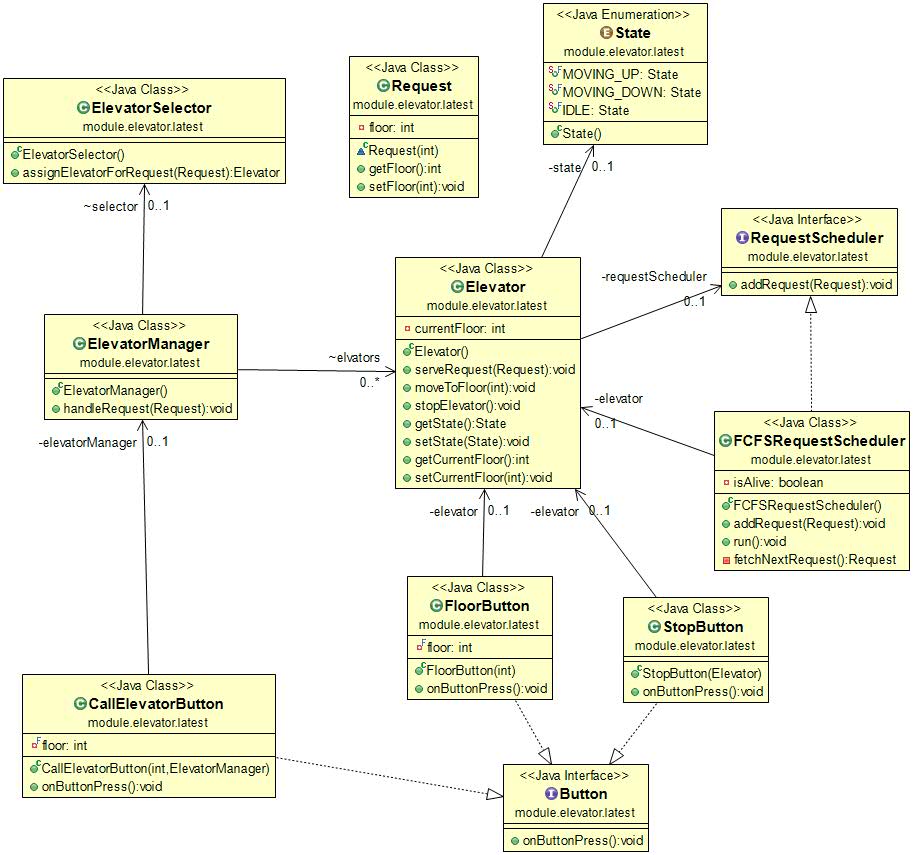 <<Java Enumeration>>
State
module.elevator.latest
MOVING_UP: State
MOVING_DOWN: State
IDLE: State
State()
<<Java Class>>
Request
module.elevator.latest
floor: int
Request(int)
getFloor():int
setFloor(int):void
<<Java Class>>
ElevatorSelector
module.elevator.latest
ElevatorSelector()
assignElevatorForRequest(Request):Elevator
~selector 0..1
-state 0..1
<<Java Interface>>
RequestScheduler
module.elevator.latest
addRequest(Request):void
<<Java Class>>
Elevator
module.elevator.latest
currentFloor: int
Elevator()
serveRequest(Request):void
moveToFloor(int):void
stopElevator():void
getState():State
setState(State):void
getCurrentFloor():int
setCurrentFloor(int):void
-requestScheduler
0..1
<<Java Class>>
ElevatorManager
module.elevator.latest
ElevatorManager()
handleRequest(Request):void
~elvators
0..*
-elevator
0..1
<<Java Class>>
FCFSRequestScheduler
module.elevator.latest
isAlive: boolean
FCFSRequestScheduler()
addRequest(Request):void
run():void
fetchNextRequest():Request
-elevatorManager 0..1
-elevator 0..1
-elevator 0..1
<<Java Class>>
FloorButton
module.elevator.latest
floor: int
FloorButton(int)
onButtonPress():void
<<Java Class>>
StopButton
module.elevator.latest
StopButton(Elevator)
onButtonPress():void
<<Java Class>>
CallElevatorButton
module.elevator.latest
floor: int
CallElevatorButton(int,ElevatorManager)
onButtonPress():void
<<Java Interface>>
Button
module.elevator.latest
onButtonPress():void